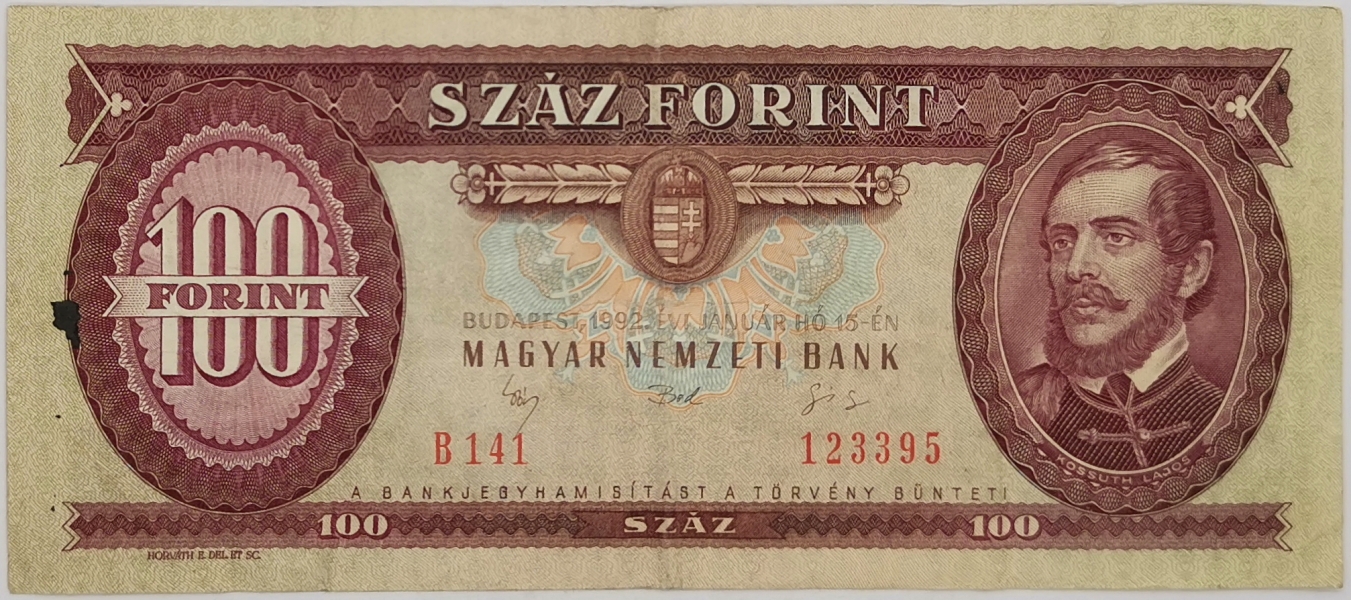 SZÁZ FORINT
100
FORINT
BUDAPEST, 1992. ÉVI JANUÁR HÓ 15-ÉN
MAGYAR NEMZETI BANK
B 141 123395
KOSSUTH LAJOS
A BANKJEGYHAMISÍTÁST A TÖRVÉNY BÜNTETI
100 SZÁZ 100
HORVÁTH E. DEL. ET SC.